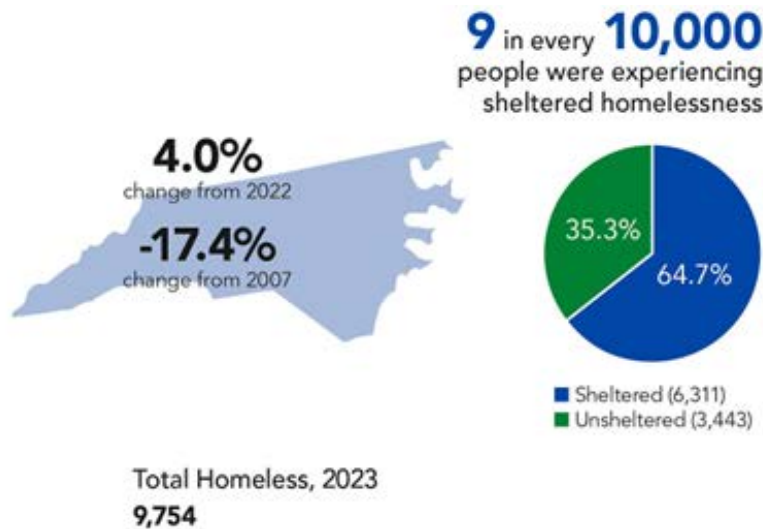 9 in every 10,000
people were experiencing
sheltered homelessness
4.0%
change from 2022
-17.4%
change from 2007
35.3%
64.7%
Sheltered (6,311)
Unsheltered (3,443)
Total Homeless, 2023
9,754